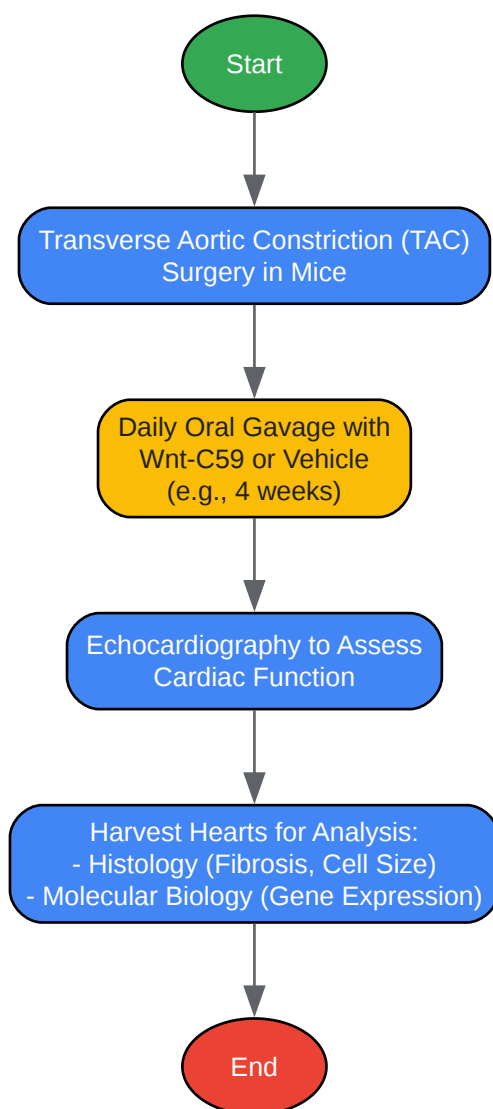 Start
Transverse Aortic Constriction (TAC)
Surgery in Mice
Daily Oral Gavage with
Wnt-C59 or Vehicle
(e.g., 4 weeks)
Echocardiography to Assess
Cardiac Function
Harvest Hearts for Analysis:
- Histology (Fibrosis, Cell Size)
- Molecular Biology (Gene Expression)
End